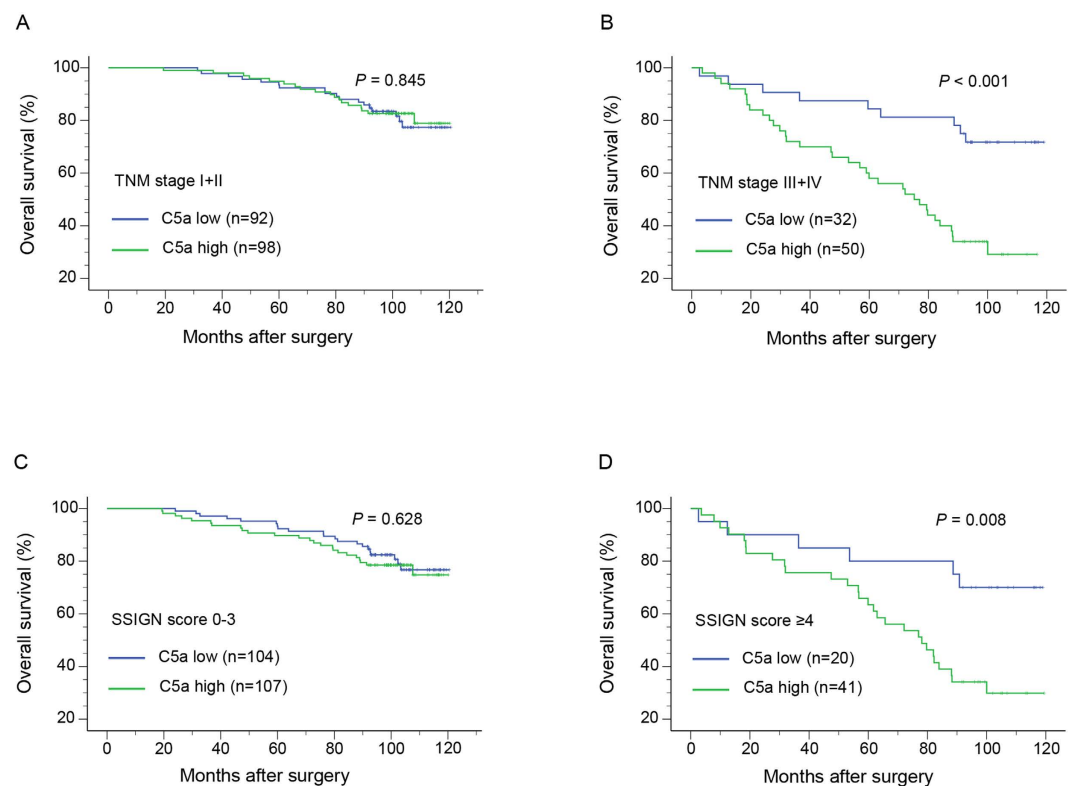 A
Overall survival (%)
100
80
60
40
20
P = 0.845
TNM stage I+II
C5a low (n=92)
C5a high (n=98)
0 20 40 60 80 100 120
Months after surgery
B
Overall survival (%)
100
80
60
40
20
P < 0.001
TNM stage III+IV
C5a low (n=32)
C5a high (n=50)
0 20 40 60 80 100 120
Months after surgery
C
Overall survival (%)
100
80
60
40
20
P = 0.628
SSIGN score 0-3
C5a low (n=104)
C5a high (n=107)
0 20 40 60 80 100 120
Months after surgery
D
Overall survival (%)
100
80
60
40
20
P = 0.008
SSIGN score ≥4
C5a low (n=20)
C5a high (n=41)
0 20 40 60 80 100 120
Months after surgery